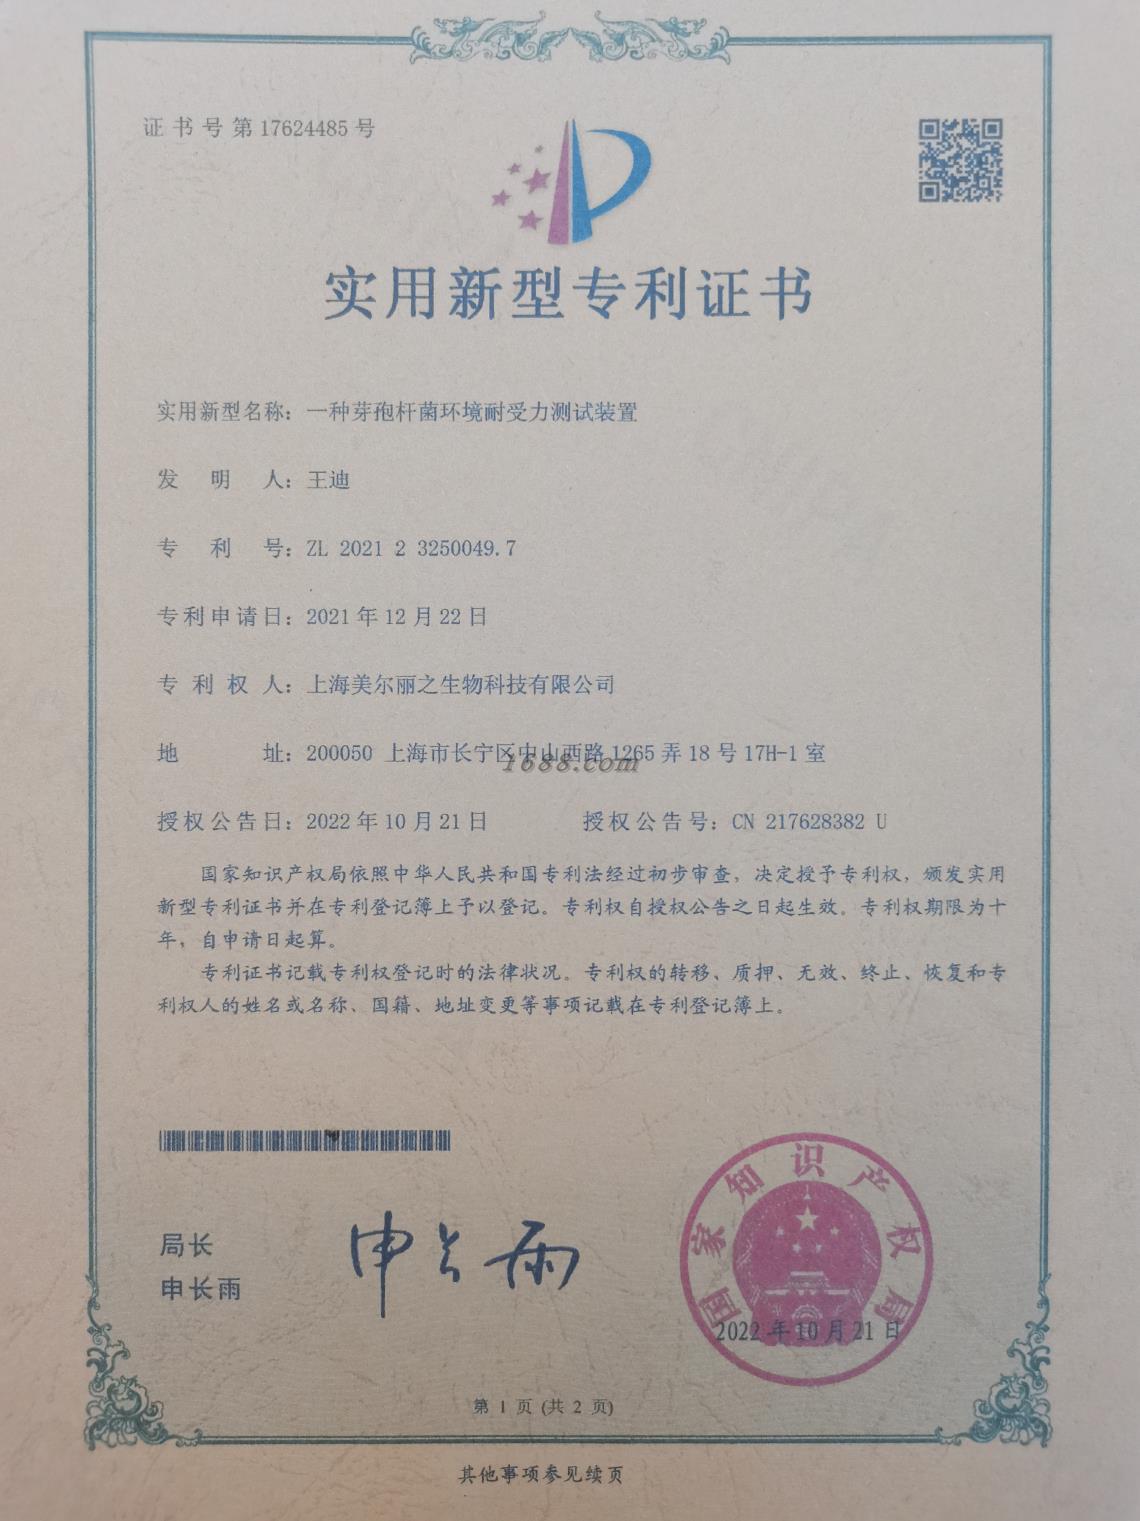 证书号第17624485号
实用新型专利证书
实用新型名称：一种芽孢杆菌环境耐受力测试装置
发明人：王迪
专利号：ZL 2021 2 3250049.7
专利申请日：2021年12月22日
专利权人：上海美尔丽之生物科技有限公司
地址：200050 上海市长宁区中山西路1265弄18号17H-1室
1688.com
授权公告日：2022年10月21日 授权公告号：CN 217628382 U
国家知识产权局依照中华人民共和国专利法经过初步审查，决定授予专利权，颁发实用
新型专利证书并在专利登记簿上予以登记。专利权自授权公告之日起生效。专利权期限为十
年，自申请日起算。
专利证书记载专利权登记时的法律状况。专利权的转移、质押、无效、终止、恢复和专
利权人的姓名或名称、国籍、地址变更等事项记载在专利登记簿上。
局长
申长雨
申长雨
国家知识产权局
2022年10月21日
第 1 页 (共 2 页)
其他事项参见续页